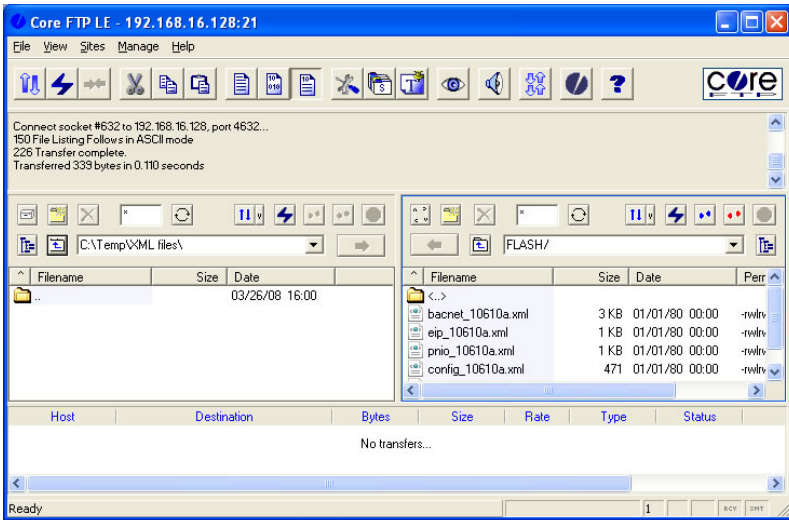 Core FTP LE - 192.168.16.128:21
File View Sites Manage Help
core
Connect socket #632 to 192.168.16.128, port 4632...
150 File Listing Follows in ASCII mode
226 Transfer complete.
Transferred 339 bytes in 0.110 seconds
C:\Temp\XML files\
^ Filename Size Date
.. 03/26/08 16:00
FLASH/
^ Filename Size Date Perr
<..>
bacnet_10610a.xml 3 KB 01/01/80 00:00
eip_10610a.xml 1 KB 01/01/80 00:00
pnio_10610a.xml 1 KB 01/01/80 00:00
config_10610a.xml 471 01/01/80 00:00
Host Destination Bytes Size Rate Type Status
No transfers...
Ready 1 RCV XMT